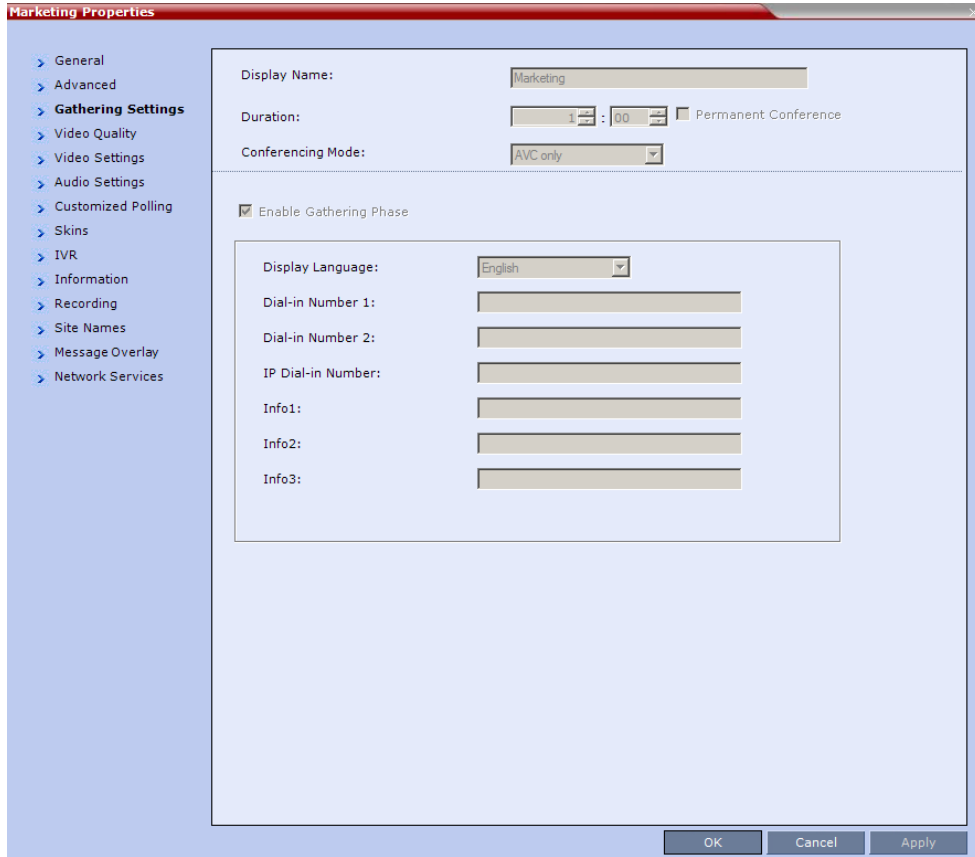 Marketing Properties
General
Advanced
Gathering Settings
Video Quality
Video Settings
Audio Settings
Customized Polling
Skins
IVR
Information
Recording
Site Names
Message Overlay
Network Services
Display Name: Marketing
Duration: 1 : 00 Permanent Conference
Conferencing Mode: AVC only
Enable Gathering Phase
Display Language: English
Dial-in Number 1:
Dial-in Number 2:
IP Dial-in Number:
Info1:
Info2:
Info3:
OK Cancel Apply